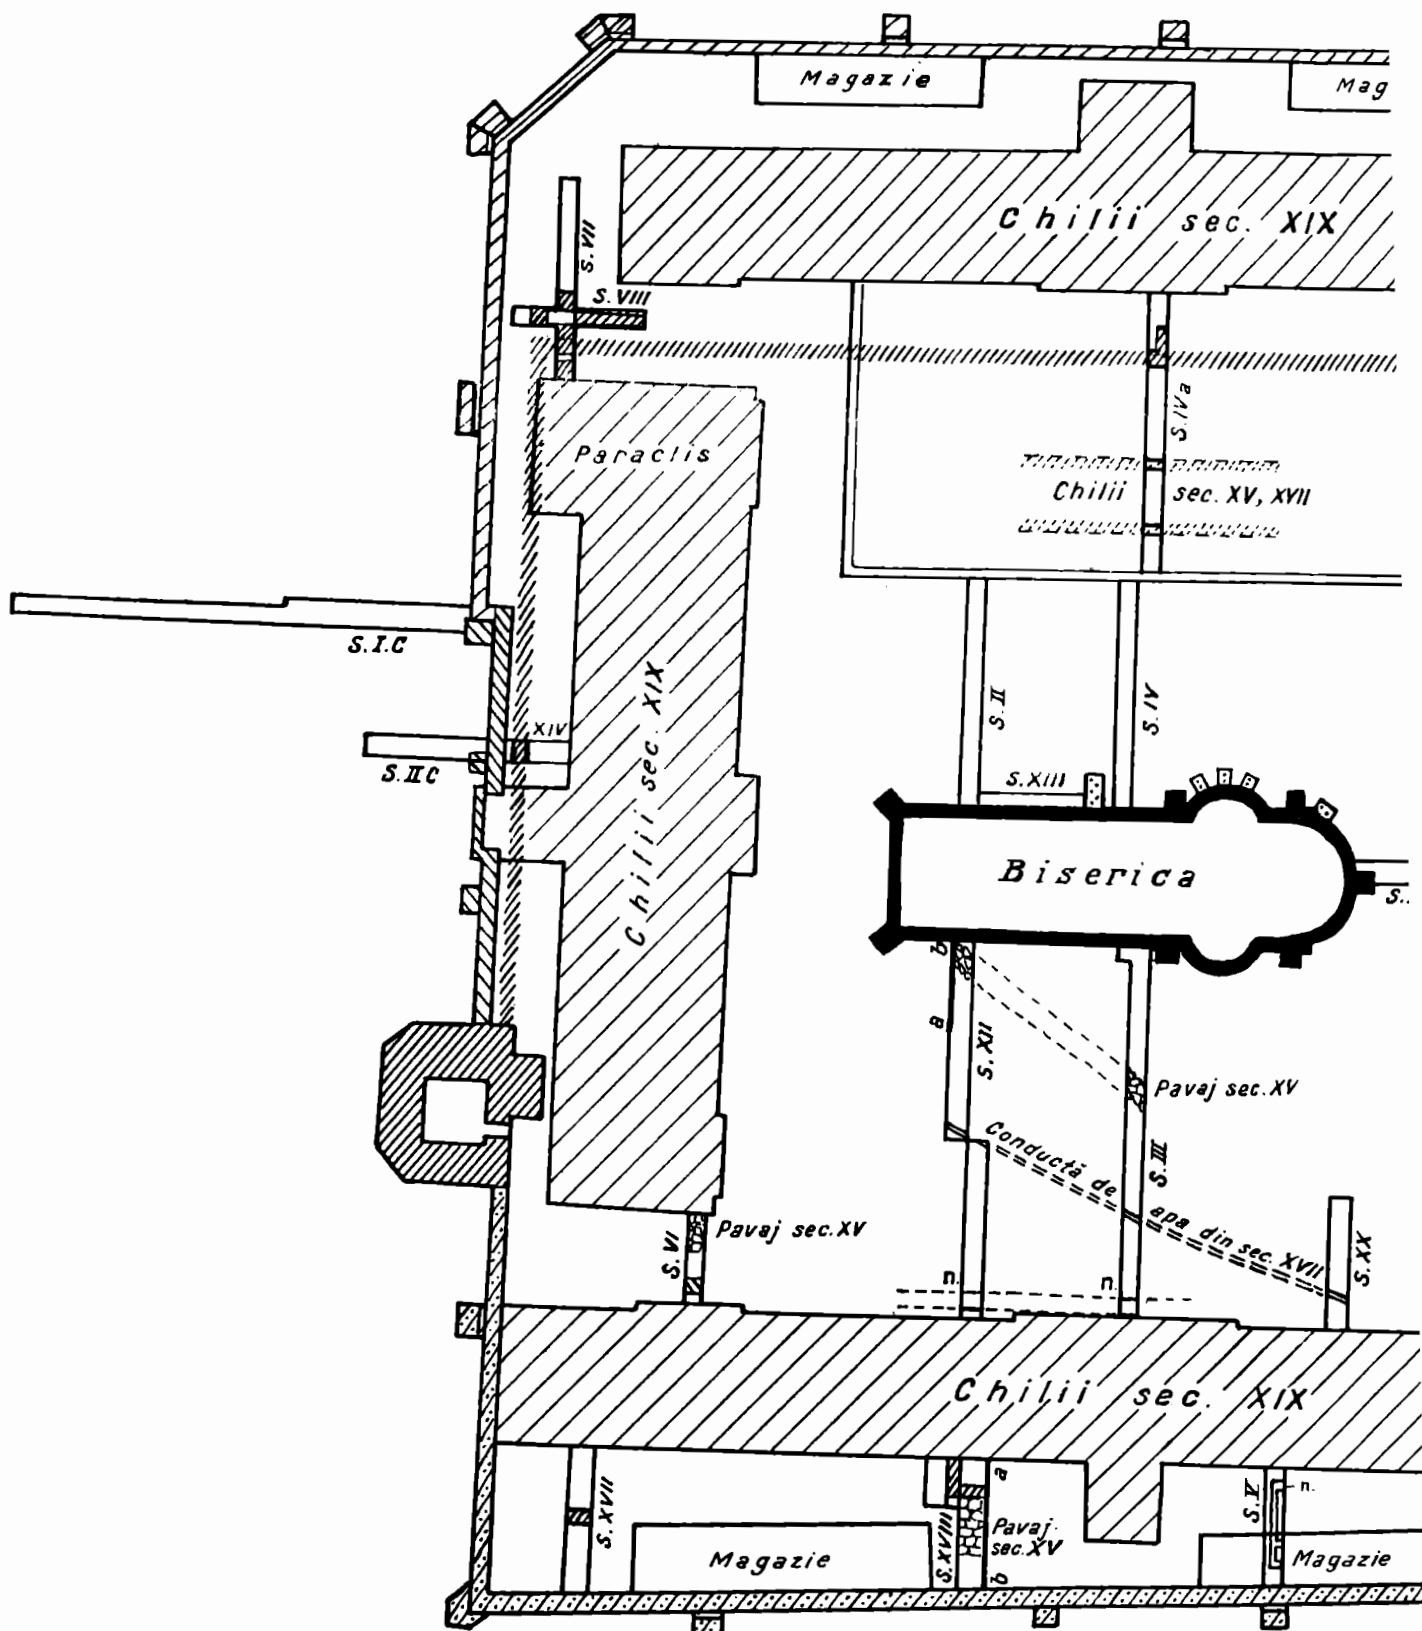 Magazie
Mag
Chilii sec. XIX
S. VII
S. VIII
S. IVa
Paraclis
Chilii sec. XV, XVII
S.I.C
Chilii sec. XIX
S. II
S. IV
XIV
S. II C
S. XIII
Biserica
S..
b
a
S. XII
Pavaj sec. XV
Conductă de apa din sec. XVII
S. III
S. XX
Pavaj sec. XV
S. VI
n.
n.
Chilii sec. XIX
S. XVII
a
S. XVIII
Pavaj
sec. XV
b
S. V
n.
Magazie
Magazie